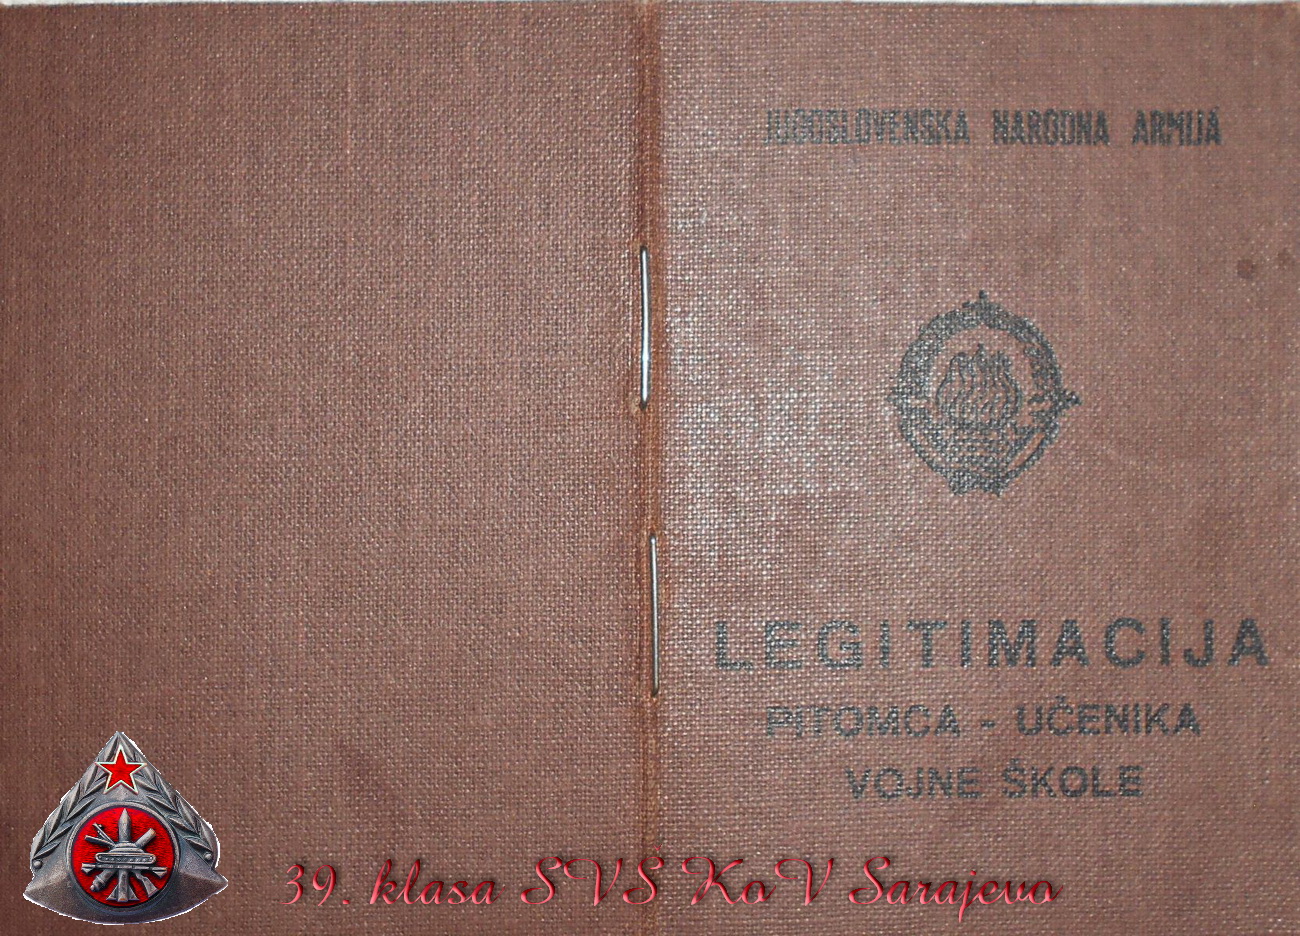 JUGOSLOVENSKA NARODNA ARMIJA
LEGITIMACIJA
PITOMCA - UČENIKA
VOJNE ŠKOLE
39. klasa SVŠ KoV Sarajevo